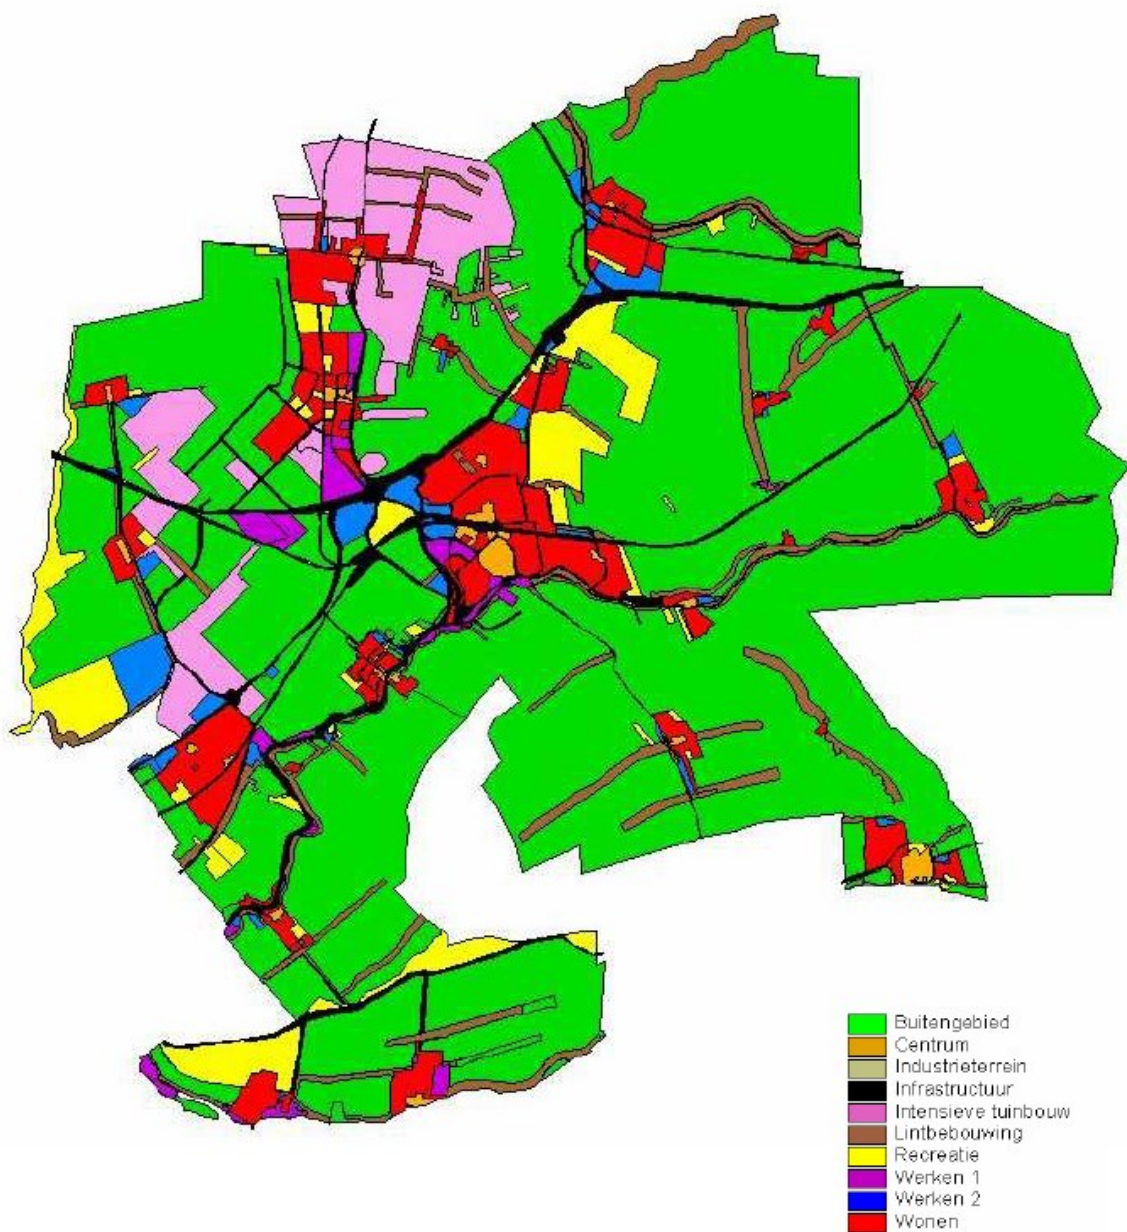 Buitengebied
Centrum
Industrieterrein
Infrastructuur
Intensieve tuinbouw
Lintbebouwing
Recreatie
Werken 1
Werken 2
Wonen